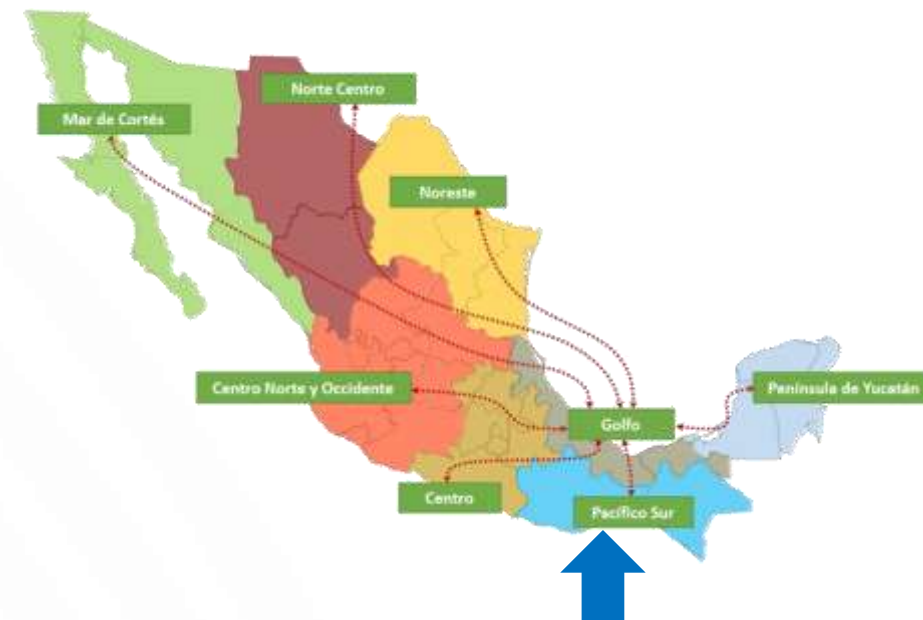 Norte Centro
Mar de Cortés
Noreste
Centro Norte y Occidente
Península de Yucatán
Golfo
Centro
Pacífico Sur